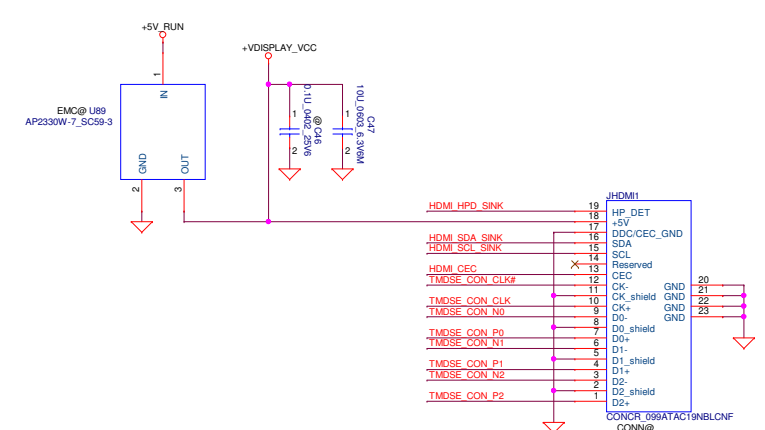 +5V_RUN
+VDISPLAY_VCC
1
IN
EMC@ U89
AP2330W-7_SC59-3
GND
OUT
2
3
1
2
@ C46
0.1U_0402_25V6
1
2
C47
10U_0603_6.3V6M
JHDMI1
HDMI_HPD_SINK 19 HP_DET
18 +5V
17 DDC/CEC_GND
HDMI_SDA_SINK 16 SDA
HDMI_SCL_SINK 15 SCL
14 Reserved
HDMI_CEC 13 CEC
TMDSE_CON_CLK# 12 CK- GND 20
11 CK_shield GND 21
TMDSE_CON_CLK 10 CK+ GND 22
TMDSE_CON_N0 9 D0- GND 23
8 D0_shield
TMDSE_CON_P0 7 D0+
TMDSE_CON_N1 6 D1-
5 D1_shield
TMDSE_CON_P1 4 D1+
TMDSE_CON_N2 3 D2-
2 D2_shield
TMDSE_CON_P2 1 D2+
CONCR_099ATAC19NBLCNF
CONN@